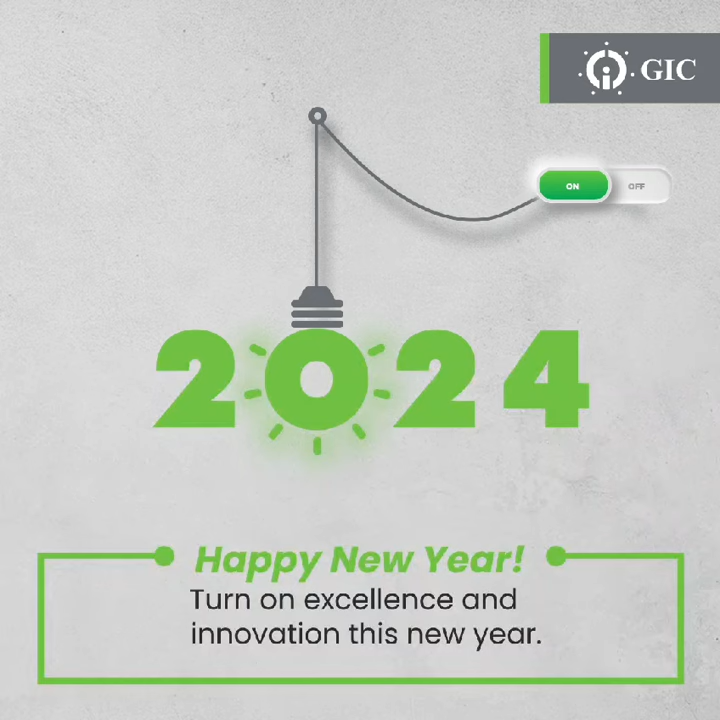 GIC
ON OFF
2024
Happy New Year!
Turn on excellence and
innovation this new year.